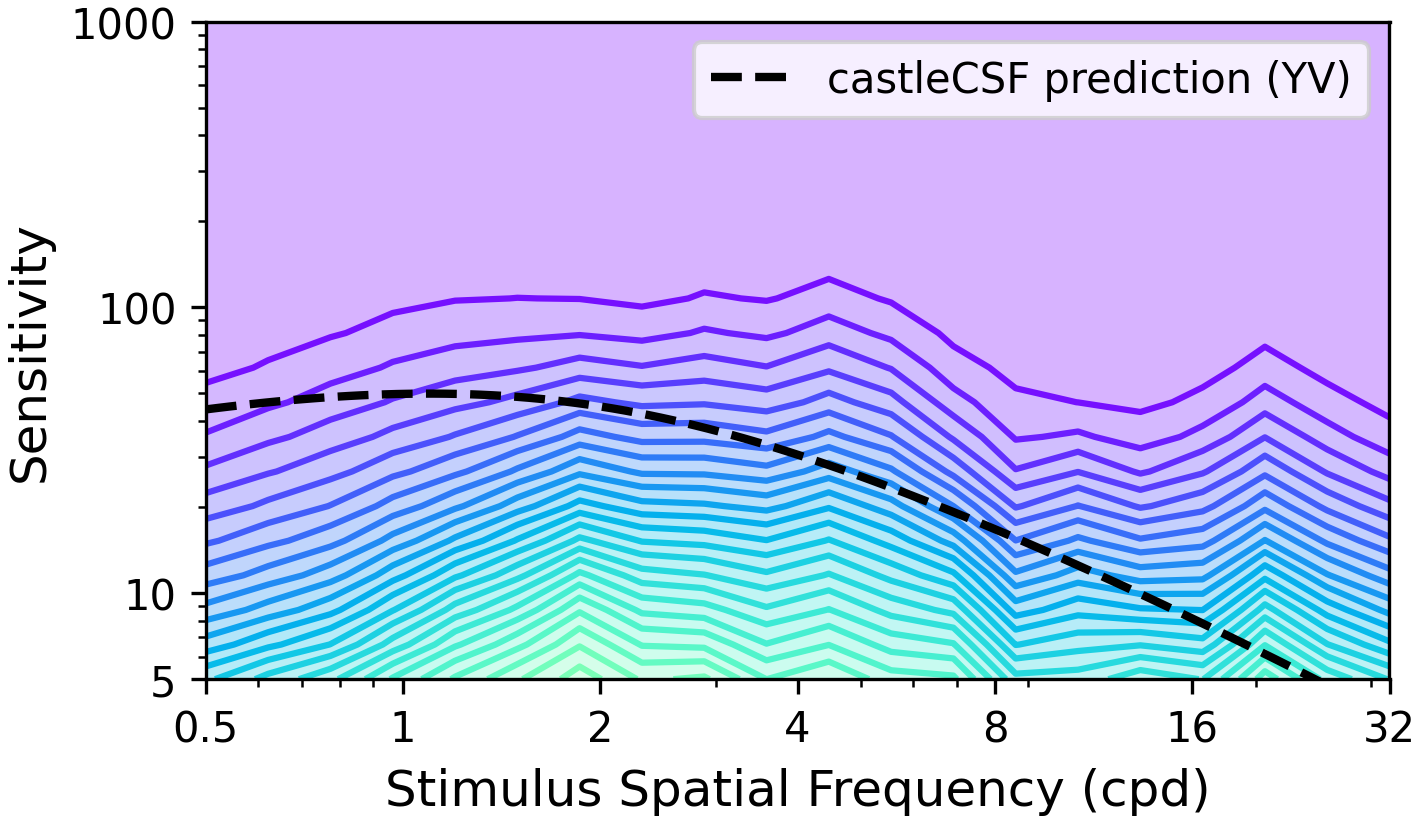 1000
castleCSF prediction (YV)
100
Sensitivity
10
5
0.5 1 2 4 8 16 32
Stimulus Spatial Frequency (cpd)